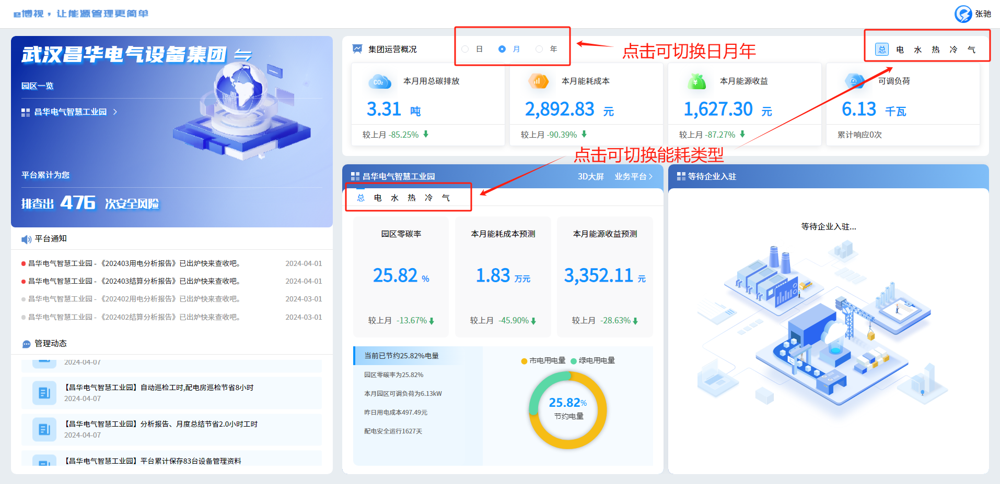 e博视，让能源管理更简单
张驰
武汉昌华电气设备集团
园区一览
昌华电气智慧工业园
平台累计为您
排查出 476 次安全风险
平台通知
昌华电气智慧工业园 - 《202403用电分析报告》已出炉快来查收吧。 2024-04-01
昌华电气智慧工业园 - 《202403结算分析报告》已出炉快来查收吧。 2024-04-01
昌华电气智慧工业园 - 《202402用电分析报告》已出炉快来查收吧。 2024-03-01
昌华电气智慧工业园 - 《202402结算分析报告》已出炉快来查收吧。 2024-03-01
管理动态
2024-04-07
【昌华电气智慧工业园】自动巡检工时,配电房巡检节省8小时
2024-04-07
【昌华电气智慧工业园】分析报告、月度总结节省2.0小时工时
2024-04-07
【昌华电气智慧工业园】平台累计保存83台设备管理资料
集团运营概况 日 月 年
点击可切换日月年
总 电 水 热 冷 气
CO₂ 本月用总碳排放
3.31 吨
较上月 -85.25%
本月能耗成本
2,892.83 元
较上月 -90.39%
¥ 本月能源收益
1,627.30 元
较上月 -87.27%
可调负荷
6.13 千瓦
累计响应0次
点击可切换能耗类型
昌华电气智慧工业园 3D大屏 业务平台
总 电 水 热 冷 气
园区零碳率
25.82 %
较上月 -13.67%
本月能耗成本预测
1.83 万元
较上月 -45.90%
本月能源收益预测
3,352.11 元
较上月 -28.63%
当前已节约25.82%电量
园区零碳率为25.82%
本月园区可调负荷为6.13kW
昨日用电成本497.49元
配电安全运行1627天
市电用电量 绿电用电量
25.82%
节约电量
等待企业入驻
等待企业入驻...